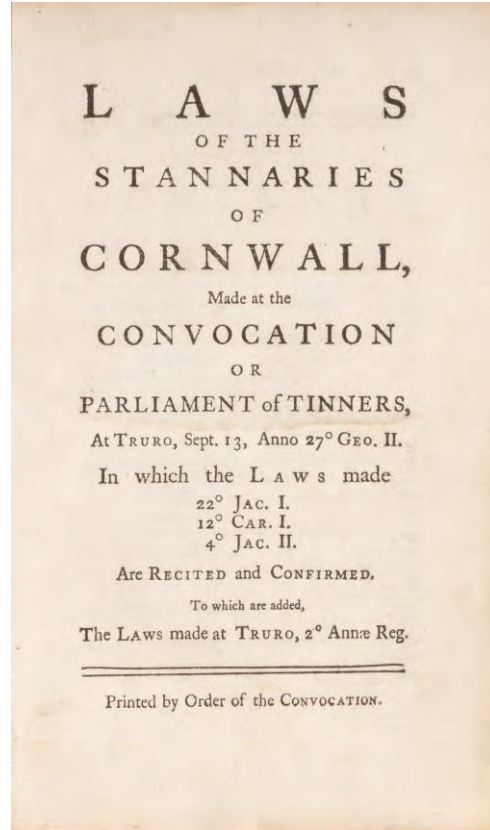 LAWS
OF THE
STANNARIES
OF
CORNWALL,
Made at the
CONVOCATION
OR
PARLIAMENT of TINNERS,
At TRURO, Sept. 13, Anno 27° GEO. II.
In which the LAWS made
22° JAC. I.
12° CAR. I.
4° JAC. II.
Are RECITED and CONFIRMED.
To which are added,
The LAWS made at TRURO, 2° Annæ Reg.
Printed by Order of the CONVOCATION.